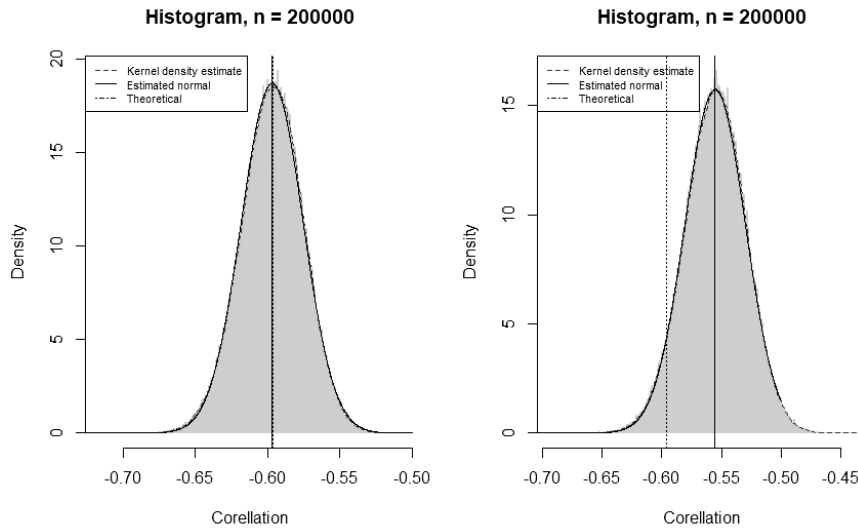 Histogram, n = 200000
Kernel density estimate
Estimated normal
Theoretical
Density
20
15
10
5
0
-0.70 -0.65 -0.60 -0.55 -0.50
Corellation
Histogram, n = 200000
Kernel density estimate
Estimated normal
Theoretical
Density
15
10
5
0
-0.70 -0.65 -0.60 -0.55 -0.50 -0.45
Corellation